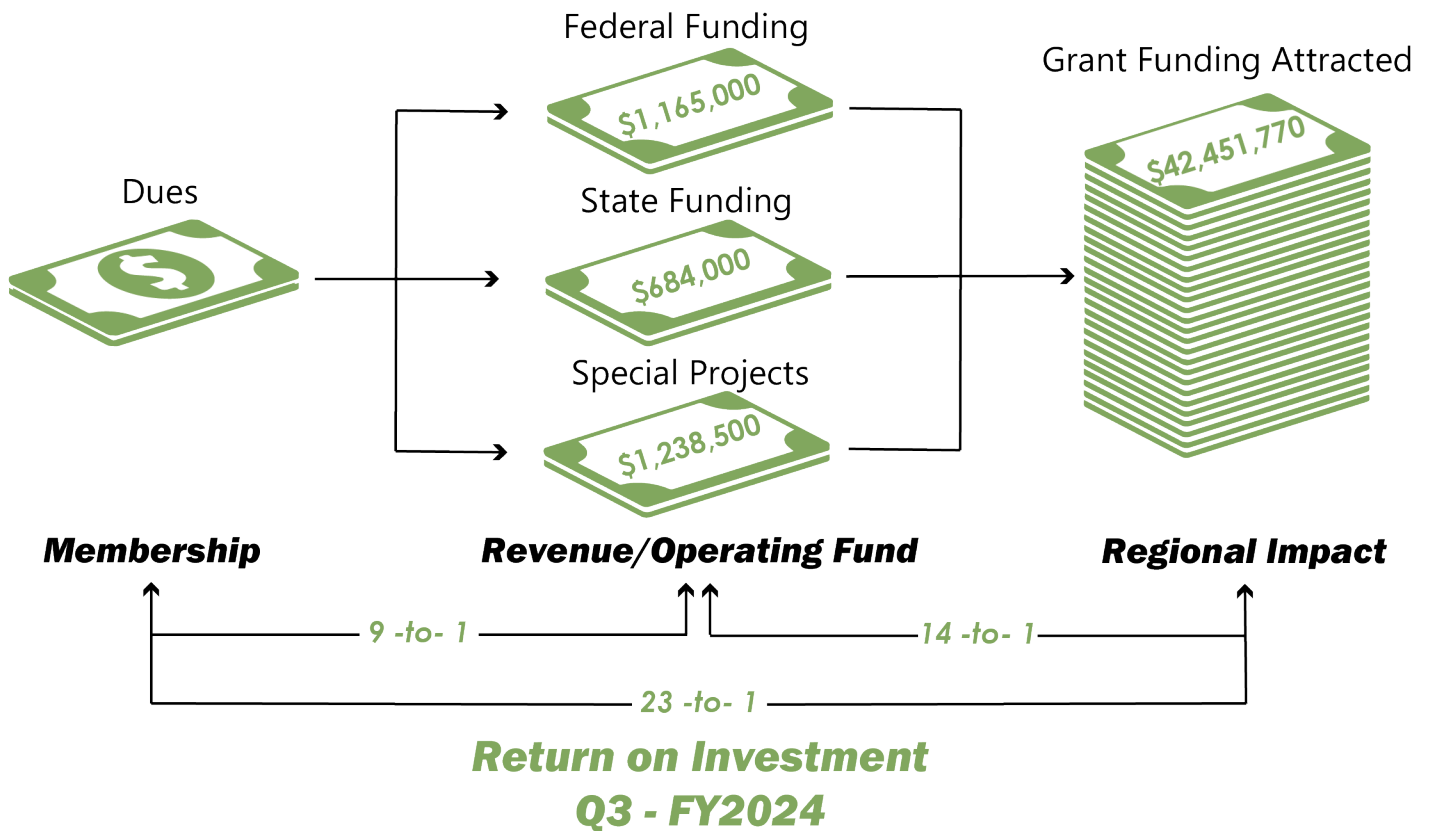 Federal Funding
$1,165,000
Grant Funding Attracted
$42,451,770
Dues
$
State Funding
$684,000
Special Projects
$1,238,500
Membership
Revenue/Operating Fund
Regional Impact
9 -to- 1
14 -to- 1
23 -to- 1
Return on Investment
Q3 - FY2024